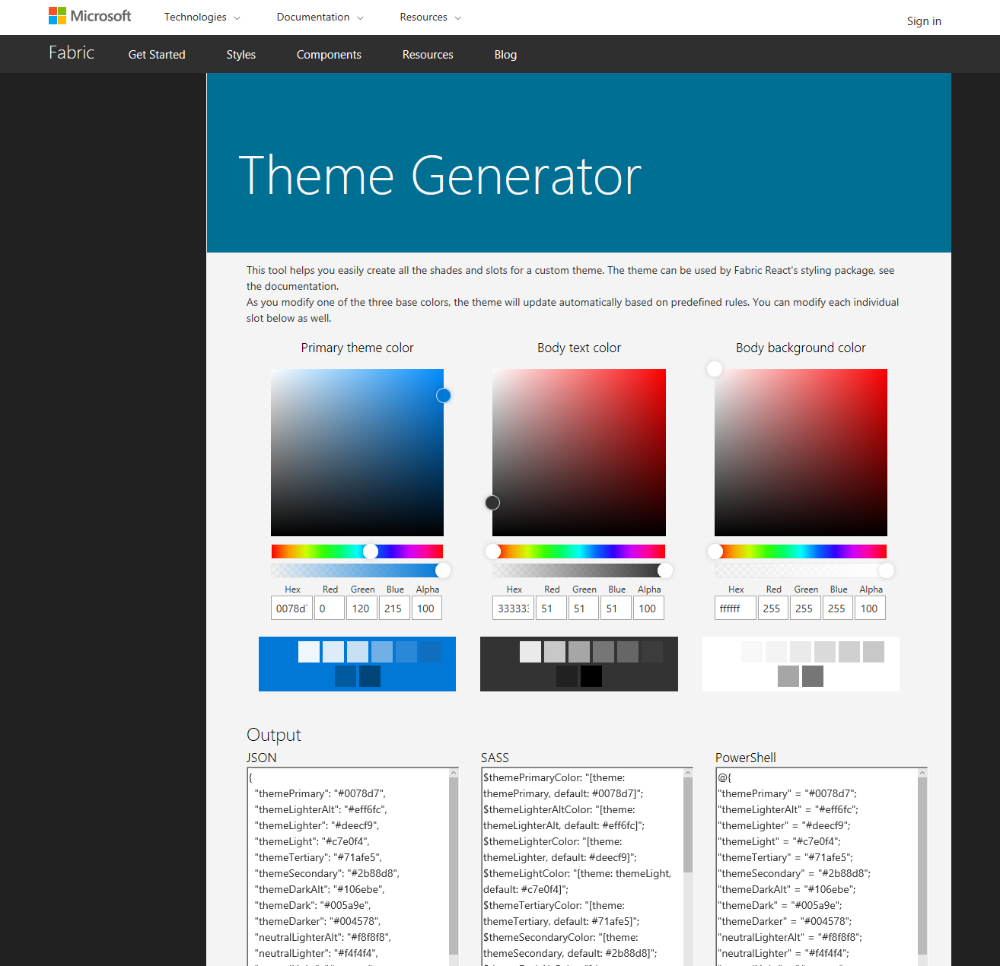 Microsoft Technologies Documentation Resources Sign in
Fabric Get Started Styles Components Resources Blog
Theme Generator
This tool helps you easily create all the shades and slots for a custom theme. The theme can be used by Fabric React's styling package, see
the documentation.
As you modify one of the three base colors, the theme will update automatically based on predefined rules. You can modify each individual
slot below as well.
Primary theme color Body text color Body background color
Hex Red Green Blue Alpha Hex Red Green Blue Alpha Hex Red Green Blue Alpha
0078d 0 120 215 100 33333 51 51 51 100 ffffff 255 255 255 100
Output
JSON
{
"themePrimary": "#0078d7",
"themeLighterAlt": "#eff6fc",
"themeLighter": "#deecf9",
"themeLight": "#c7e0f4",
"themeTertiary": "#71afe5",
"themeSecondary": "#2b88d8",
"themeDarkAlt": "#106ebe",
"themeDark": "#005a9e",
"themeDarker": "#004578",
"neutralLighterAlt": "#f8f8f8",
"neutralLighter": "#f4f4f4",
SASS
$themePrimaryColor: "[theme:
themePrimary, default: #0078d7]";
$themeLighterAltColor: "[theme:
themeLighterAlt, default: #eff6fc]";
$themeLighterColor: "[theme:
themeLighter, default: #deecf9]";
$themeLightColor: "[theme: themeLight,
default: #c7e0f4]";
$themeTertiaryColor: "[theme:
themeTertiary, default: #71afe5]";
$themeSecondaryColor: "[theme:
themeSecondary, default: #2b88d8]";
PowerShell
@{
"themePrimary" = "#0078d7";
"themeLighterAlt" = "#eff6fc";
"themeLighter" = "#deecf9";
"themeLight" = "#c7e0f4";
"themeTertiary" = "#71afe5";
"themeSecondary" = "#2b88d8";
"themeDarkAlt" = "#106ebe";
"themeDark" = "#005a9e";
"themeDarker" = "#004578";
"neutralLighterAlt" = "#f8f8f8";
"neutralLighter" = "#f4f4f4";